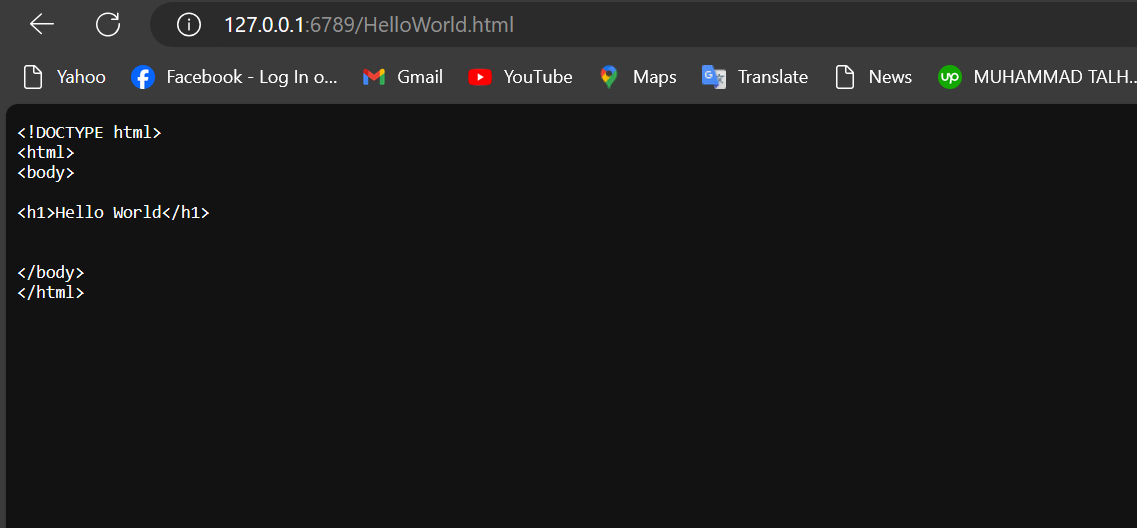 127.0.0.1:6789/HelloWorld.html
Yahoo Facebook - Log In o... Gmail YouTube Maps Translate News up MUHAMMAD TALH...
<!DOCTYPE html>
<html>
<body>
<h1>Hello World</h1>
</body>
</html>